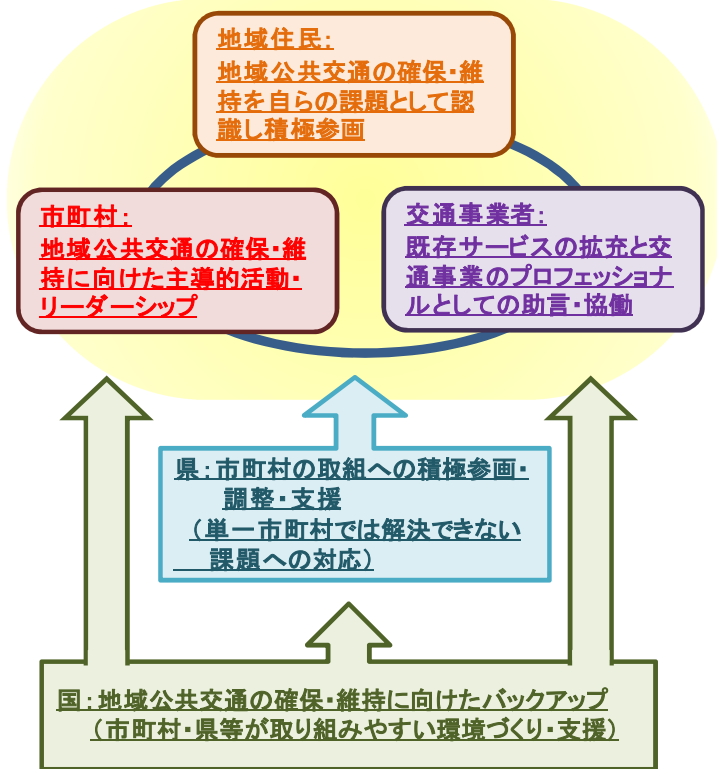 地域住民:
地域公共交通の確保・維
持を自らの課題として認
識し積極参画
市町村:
地域公共交通の確保・維
持に向けた主導的活動・
リーダーシップ
交通事業者:
既存サービスの拡充と交
通事業のプロフェッショナ
ルとしての助言・協働
県:市町村の取組への積極参画・
調整・支援
(単一市町村では解決できない
課題への対応)
国:地域公共交通の確保・維持に向けたバックアップ
(市町村・県等が取り組みやすい環境づくり・支援)